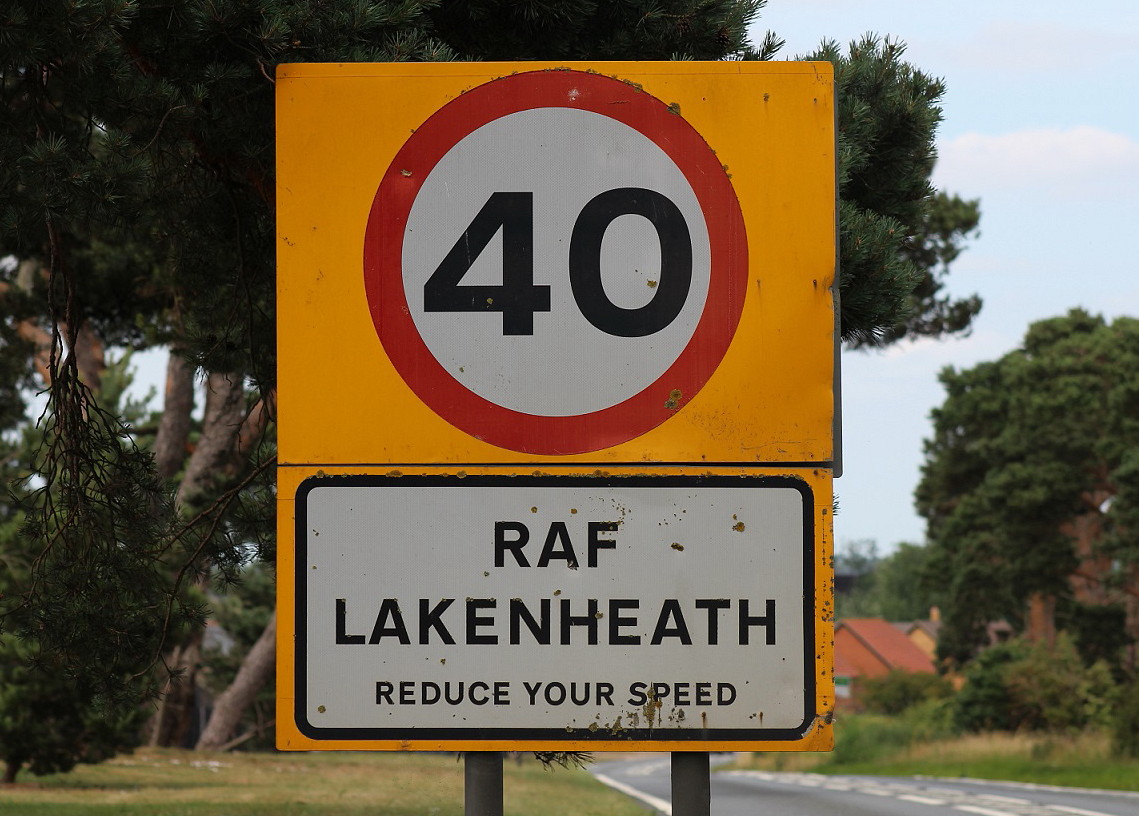 40
RAF
LAKENHEATH
REDUCE YOUR SPEED